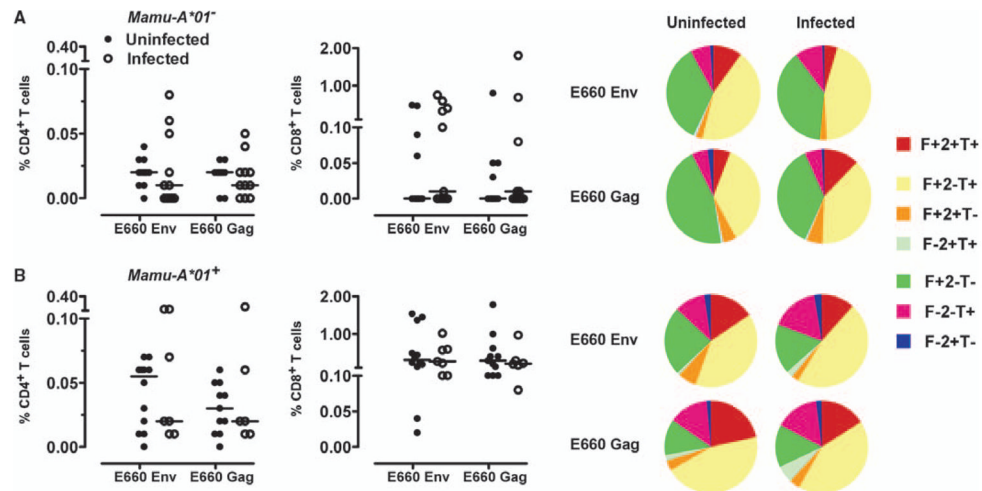 A
Mamu-A*01-
Uninfected
Infected
0.40
0.10
0.05
0.00
% CD4+ T cells
E660 Env E660 Gag
2.00
1.00
0.10
0.05
0.00
% CD8+ T cells
E660 Env E660 Gag
Uninfected Infected
E660 Env
E660 Gag
B
Mamu-A*01+
0.40
0.10
0.05
0.00
% CD4+ T cells
E660 Env E660 Gag
2.00
1.00
0.10
0.05
0.00
% CD8+ T cells
E660 Env E660 Gag
E660 Env
E660 Gag
F+2+T+
F+2-T+
F+2+T-
F-2+T+
F+2-T-
F-2-T+
F-2+T-